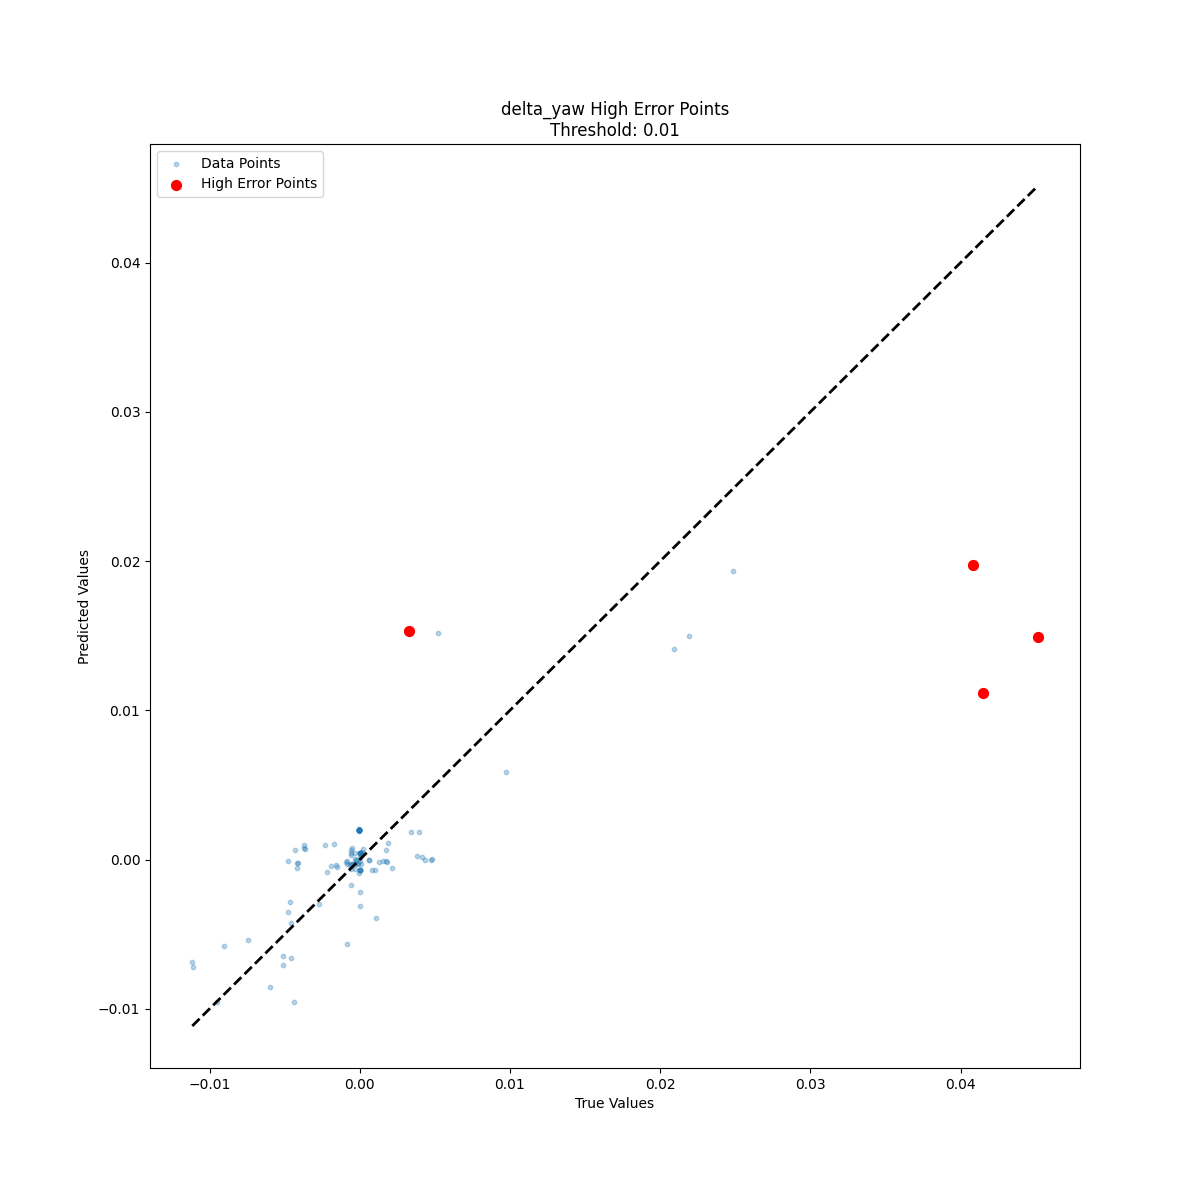 delta_yaw High Error Points
Threshold: 0.01
Data Points
High Error Points
0.04
0.03
0.02
0.01
0.00
−0.01
Predicted Values
−0.01
0.00
0.01
0.02
0.03
0.04
True Values